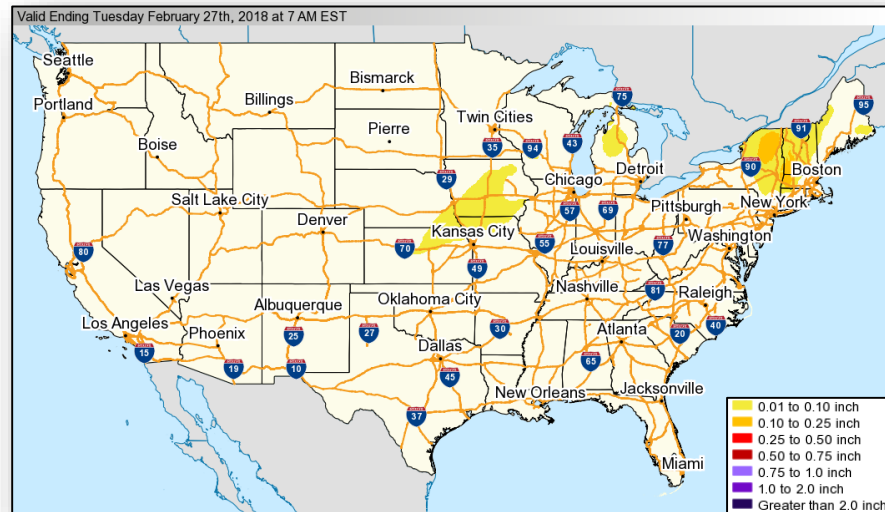 Valid Ending Tuesday February 27th, 2018 at 7 AM EST
Seattle
Portland
Billings
Bismarck
Pierre
Twin Cities
Boise
Salt Lake City
Denver
Chicago
Detroit
Boston
New York
Pittsburgh
Washington
Kansas City
Louisville
Las Vegas
Los Angeles
Phoenix
Albuquerque
Oklahoma City
Nashville
Raleigh
Atlanta
Dallas
New Orleans
Jacksonville
Miami
75
95
91
90
35
94
43
29
57
69
80
70
55
77
49
81
15
19
25
10
27
30
65
20
40
45
37
0.01 to 0.10 inch
0.10 to 0.25 inch
0.25 to 0.50 inch
0.50 to 0.75 inch
0.75 to 1.0 inch
1.0 to 2.0 inch
Greater than 2.0 inch